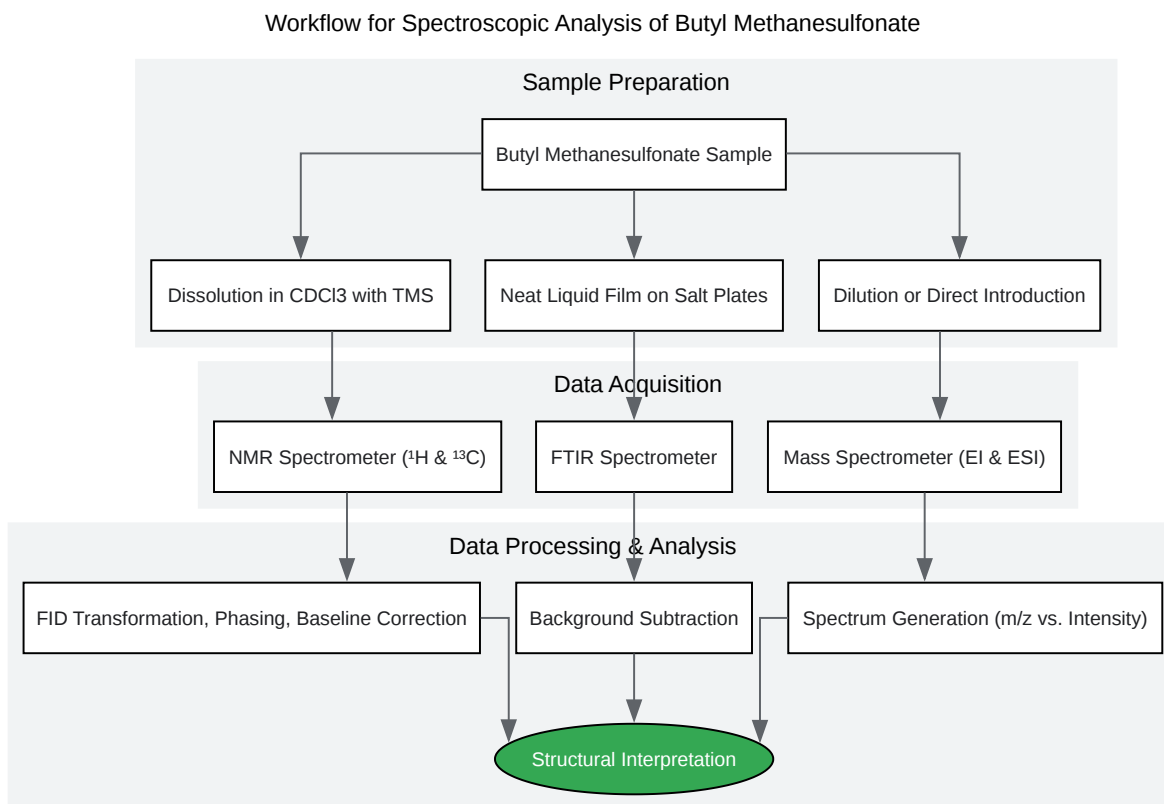 Workflow for Spectroscopic Analysis of Butyl Methanesulfonate
Sample Preparation
Butyl Methanesulfonate Sample
Dissolution in CDCl3 with TMS
Neat Liquid Film on Salt Plates
Dilution or Direct Introduction
Data Acquisition
NMR Spectrometer (¹H & ¹³C)
FTIR Spectrometer
Mass Spectrometer (EI & ESI)
Data Processing & Analysis
FID Transformation, Phasing, Baseline Correction
Background Subtraction
Spectrum Generation (m/z vs. Intensity)
Structural Interpretation